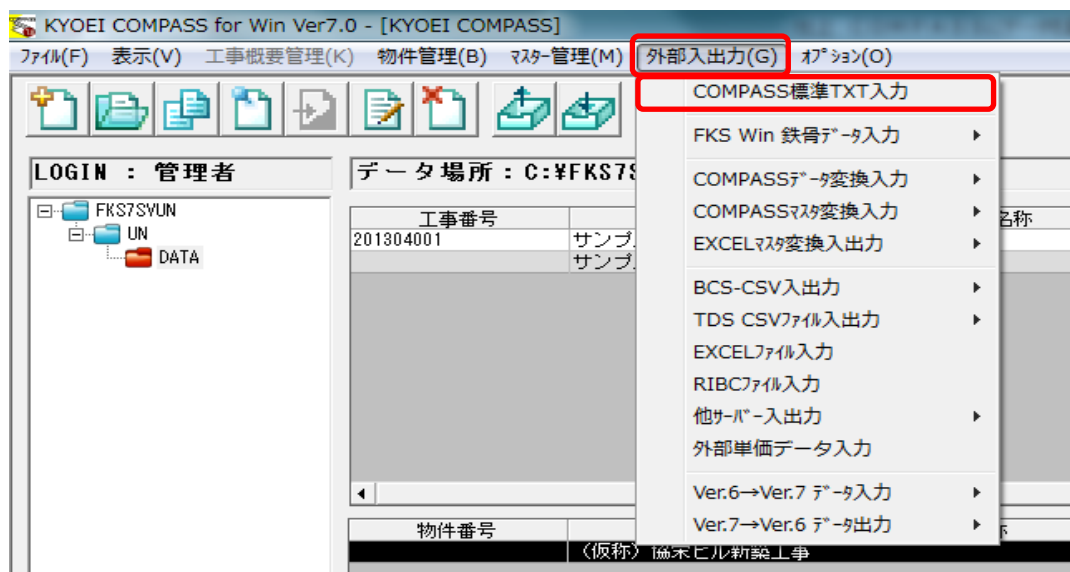 KYOEI COMPASS for Win Ver7.0 - [KYOEI COMPASS]
ﾌｧｲﾙ(F) 表示(V) 工事概要管理(K) 物件管理(B) ﾏｽﾀｰ管理(M) 外部入出力(G) ｵﾌﾟｼｮﾝ(O)
COMPASS標準TXT入力
FKS Win 鉄骨ﾃﾞｰﾀ入力
COMPASSﾃﾞｰﾀ変換入力
COMPASSﾏｽﾀ変換入力
EXCELﾏｽﾀ変換入出力
BCS-CSV入出力
TDS CSVﾌｧｲﾙ入出力
EXCELﾌｧｲﾙ入力
RIBCﾌｧｲﾙ入力
他ｻｰﾊﾞｰ入出力
外部単価データ入力
Ver.6→Ver.7 ﾃﾞｰﾀ入力
Ver.7→Ver.6 ﾃﾞｰﾀ出力
LOGIN : 管理者
FKS7SVUN
UN
DATA
データ場所 : C:¥FKS7S
工事番号 名称
201304001 サンプ
サンプ
物件番号
(仮称) 協栄ビル新築工事